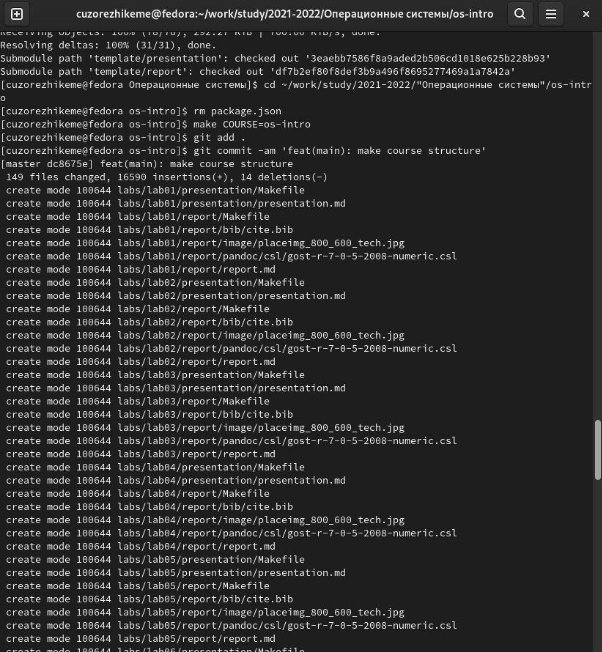 cuzorezhikeme@fedora:~/work/study/2021-2022/Операционные системы/os-intro
Resolving deltas: 100% (31/31), done.
Submodule path 'template/presentation': checked out '3eaebb7586f8a9aded2b506cd1018e625b228b93'
Submodule path 'template/report': checked out 'df7b2ef80f8def3b9a496f8695277469a1a7842a'
[cuzorezhikeme@fedora Операционные системы]$ cd ~/work/study/2021-2022/"Операционные системы"/os-intr
o
[cuzorezhikeme@fedora os-intro]$ rm package.json
[cuzorezhikeme@fedora os-intro]$ make COURSE=os-intro
[cuzorezhikeme@fedora os-intro]$ git add .
[cuzorezhikeme@fedora os-intro]$ git commit -am 'feat(main): make course structure'
[master dc8675e] feat(main): make course structure
 149 files changed, 16590 insertions(+), 14 deletions(-)
 create mode 100644 labs/lab01/presentation/Makefile
 create mode 100644 labs/lab01/presentation/presentation.md
 create mode 100644 labs/lab01/report/Makefile
 create mode 100644 labs/lab01/report/bib/cite.bib
 create mode 100644 labs/lab01/report/image/placeimg_800_600_tech.jpg
 create mode 100644 labs/lab01/report/pandoc/csl/gost-r-7-0-5-2008-numeric.csl
 create mode 100644 labs/lab01/report/report.md
 create mode 100644 labs/lab02/presentation/Makefile
 create mode 100644 labs/lab02/presentation/presentation.md
 create mode 100644 labs/lab02/report/Makefile
 create mode 100644 labs/lab02/report/bib/cite.bib
 create mode 100644 labs/lab02/report/image/placeimg_800_600_tech.jpg
 create mode 100644 labs/lab02/report/pandoc/csl/gost-r-7-0-5-2008-numeric.csl
 create mode 100644 labs/lab02/report/report.md
 create mode 100644 labs/lab03/presentation/Makefile
 create mode 100644 labs/lab03/presentation/presentation.md
 create mode 100644 labs/lab03/report/Makefile
 create mode 100644 labs/lab03/report/bib/cite.bib
 create mode 100644 labs/lab03/report/image/placeimg_800_600_tech.jpg
 create mode 100644 labs/lab03/report/pandoc/csl/gost-r-7-0-5-2008-numeric.csl
 create mode 100644 labs/lab03/report/report.md
 create mode 100644 labs/lab04/presentation/Makefile
 create mode 100644 labs/lab04/presentation/presentation.md
 create mode 100644 labs/lab04/report/Makefile
 create mode 100644 labs/lab04/report/bib/cite.bib
 create mode 100644 labs/lab04/report/image/placeimg_800_600_tech.jpg
 create mode 100644 labs/lab04/report/pandoc/csl/gost-r-7-0-5-2008-numeric.csl
 create mode 100644 labs/lab04/report/report.md
 create mode 100644 labs/lab05/presentation/Makefile
 create mode 100644 labs/lab05/presentation/presentation.md
 create mode 100644 labs/lab05/report/Makefile
 create mode 100644 labs/lab05/report/bib/cite.bib
 create mode 100644 labs/lab05/report/image/placeimg_800_600_tech.jpg
 create mode 100644 labs/lab05/report/pandoc/csl/gost-r-7-0-5-2008-numeric.csl
 create mode 100644 labs/lab05/report/report.md